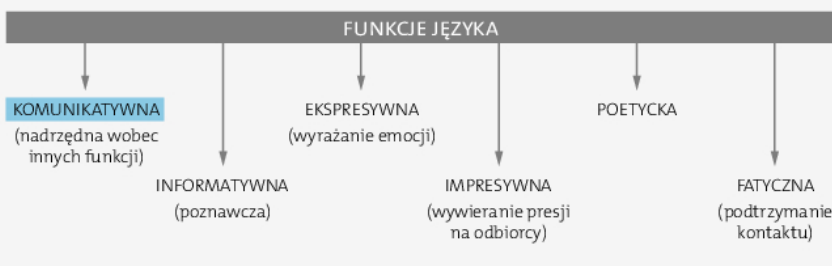 FUNKCJE JĘZYKA
KOMUNIKATYWNA
(nadrzędna wobec
innych funkcji)
INFORMATYWNA
(poznawcza)
EKSPRESYWNA
(wyrażanie emocji)
IMPRESYWNA
(wywieranie presji
na odbiorcy)
POETYCKA
FATYCZNA
(podtrzymanie
kontaktu)